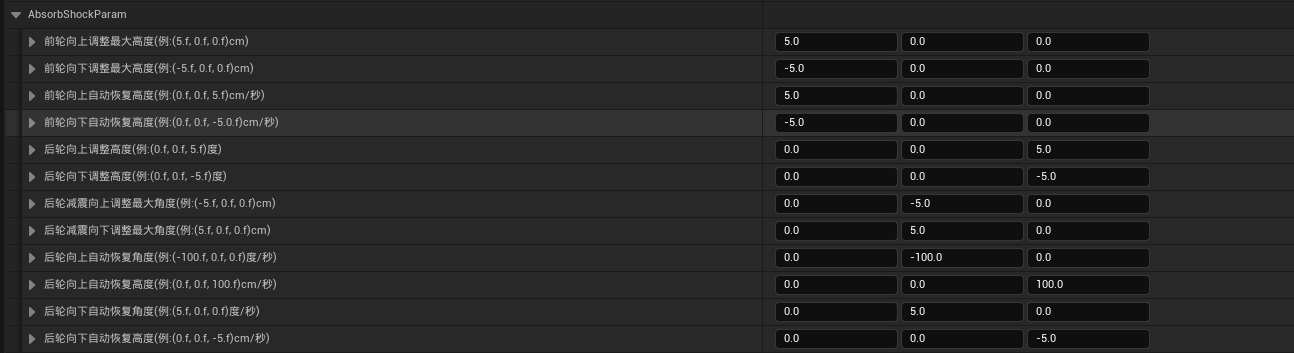 AbsorbShockParam
前轮向上调整最大高度(例:(5.f, 0.f, 0.f)cm) 5.0 0.0 0.0
前轮向下调整最大高度(例:(-5.f, 0.f, 0.f)cm) -5.0 0.0 0.0
前轮向上自动恢复高度(例:(0.f, 0.f, 5.f)cm/秒) 5.0 0.0 0.0
前轮向下自动恢复高度(例:(0.f, 0.f, -5.0.f)cm/秒) -5.0 0.0 0.0
后轮向上调整高度(例:(0.f, 0.f, 5.f)度) 0.0 0.0 5.0
后轮向下调整高度(例:(0.f, 0.f, -5.f)度) 0.0 0.0 -5.0
后轮减震向上调整最大角度(例:(-5.f, 0.f, 0.f)cm) 0.0 -5.0 0.0
后轮减震向下调整最大角度(例:(5.f, 0.f, 0.f)cm) 0.0 5.0 0.0
后轮向上自动恢复角度(例:(-100.f, 0.f, 0.f)度/秒) 0.0 -100.0 0.0
后轮向上自动恢复高度(例:(0.f, 0.f, 100.f)cm/秒) 0.0 0.0 100.0
后轮向下自动恢复角度(例:(5.f, 0.f, 0.f)度/秒) 0.0 5.0 0.0
后轮向下自动恢复高度(例:(0.f, 0.f, -5.f)cm/秒) 0.0 0.0 -5.0